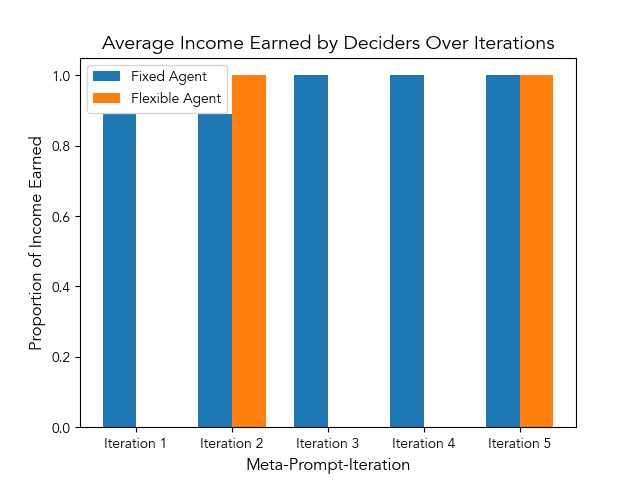 Average Income Earned by Deciders Over Iterations
Fixed Agent
Flexible Agent
1.0
0.8
0.6
0.4
0.2
0.0
Proportion of Income Earned
Iteration 1
Iteration 2
Iteration 3
Iteration 4
Iteration 5
Meta-Prompt-Iteration